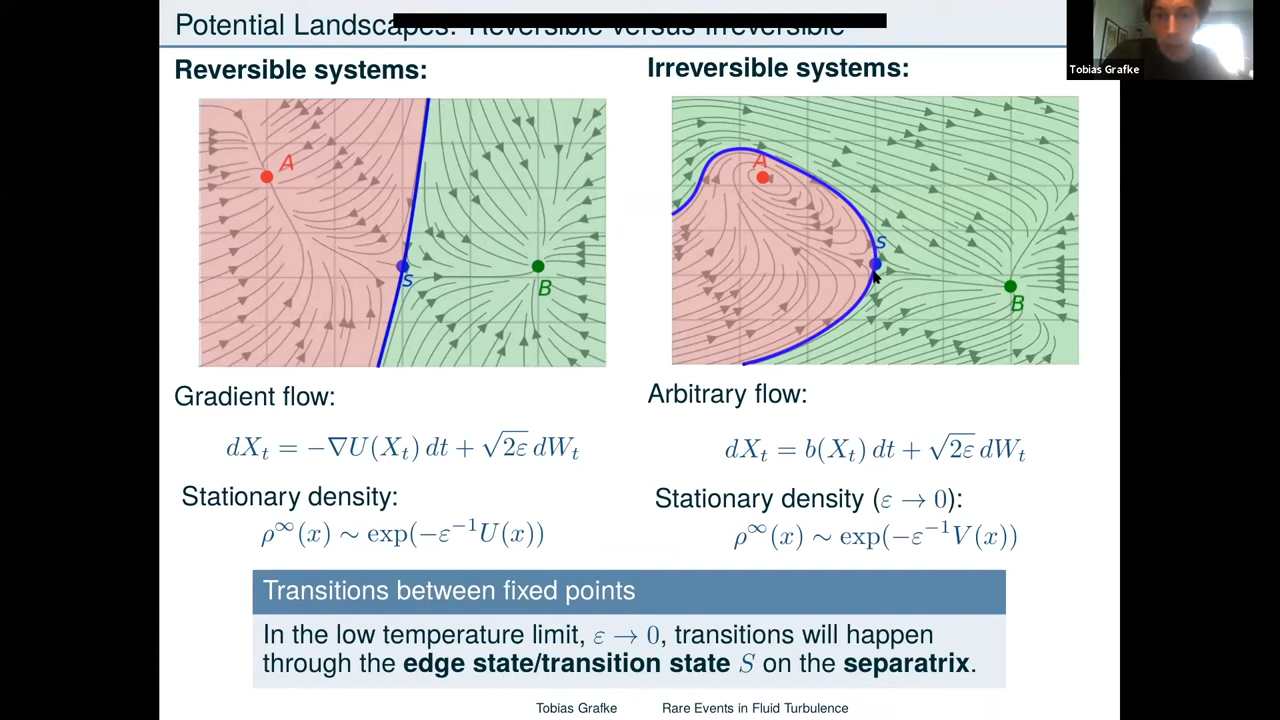 Potential Landscapes: Reversible versus Irreversible
Tobias Grafke
Reversible systems:
Irreversible systems:
A
S
B
A
S
B
Gradient flow:
Arbitrary flow:
dX_t = −∇U(X_t) dt + √2ε dW_t
dX_t = b(X_t) dt + √2ε dW_t
Stationary density:
Stationary density (ε → 0):
ρ^∞(x) ∼ exp(−ε^−1 U(x))
ρ^∞(x) ∼ exp(−ε^−1 V(x))
Transitions between fixed points
In the low temperature limit, ε → 0, transitions will happen
through the edge state/transition state S on the separatrix.
Tobias Grafke Rare Events in Fluid Turbulence